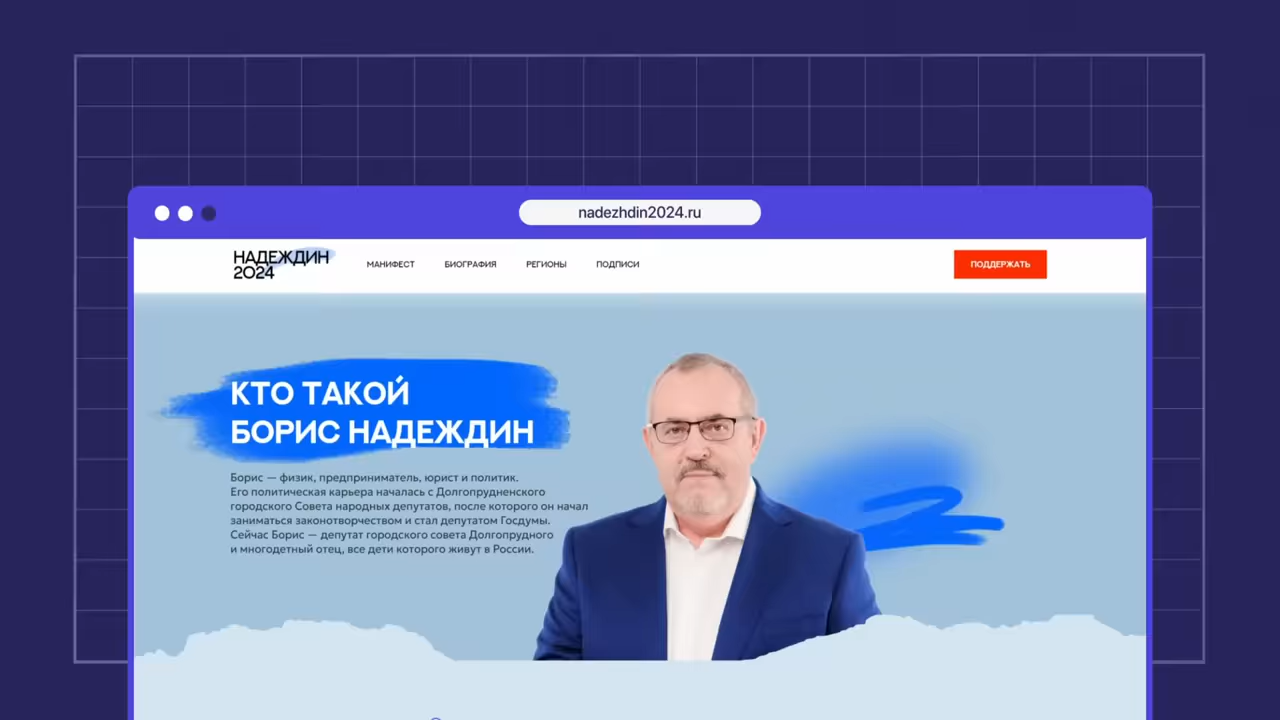 nadezhdin2024.ru
НАДЕЖДИН
2024
МАНИФЕСТ
БИОГРАФИЯ
РЕГИОНЫ
ПОДПИСИ
ПОДДЕРЖАТЬ
КТО ТАКОЙ
БОРИС НАДЕЖДИН
Борис — физик, предприниматель, юрист и политик.
Его политическая карьера началась с Долгопрудненского
городского Совета народных депутатов, после которого он начал
заниматься законотворчеством и стал депутатом Госдумы.
Сейчас Борис — депутат городского совета Долгопрудного
и многодетный отец, все дети которого живут в России.